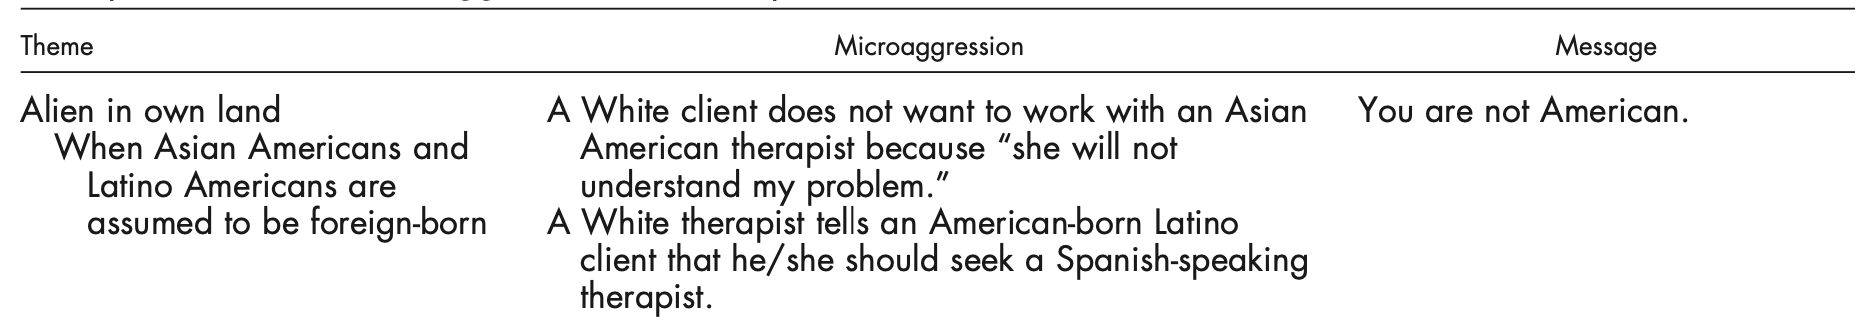 Theme Microaggression Message
Alien in own land
When Asian Americans and
Latino Americans are
assumed to be foreign-born
A White client does not want to work with an Asian
American therapist because “she will not
understand my problem.”
A White therapist tells an American-born Latino
client that he/she should seek a Spanish-speaking
therapist.
You are not American.